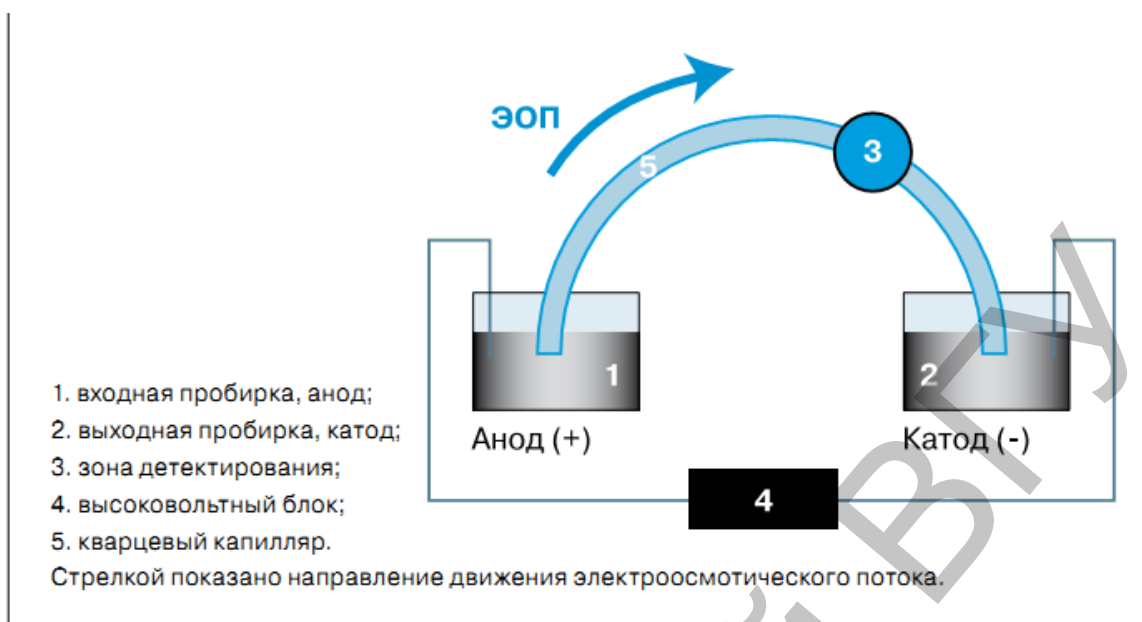 ЭОП
5
3
1
2
Анод (+)
Катод (-)
4
1. входная пробирка, анод;
2. выходная пробирка, катод;
3. зона детектирования;
4. высоковольтный блок;
5. кварцевый капилляр.
Стрелкой показано направление движения электроосмотического потока.
й ВГУ